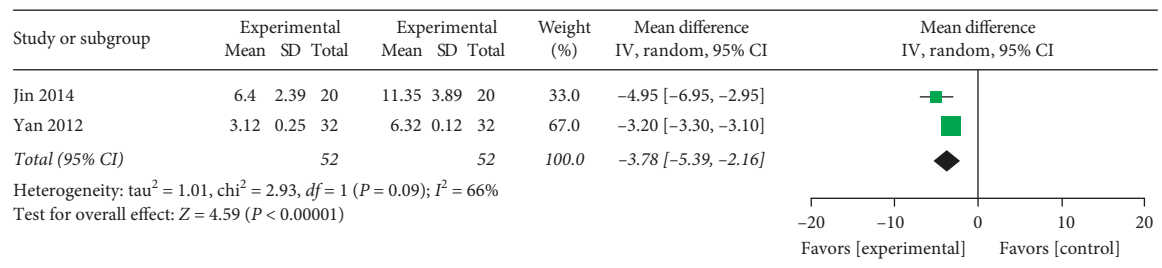 Study or subgroup Experimental Experimental Weight Mean difference Mean difference
Mean SD Total Mean SD Total (%) IV, random, 95% CI IV, random, 95% CI
Jin 2014 6.4 2.39 20 11.35 3.89 20 33.0 –4.95 [–6.95, –2.95]
Yan 2012 3.12 0.25 32 6.32 0.12 32 67.0 –3.20 [–3.30, –3.10]
Total (95% CI) 52 52 100.0 –3.78 [–5.39, –2.16]
Heterogeneity: tau² = 1.01, chi² = 2.93, df = 1 (P = 0.09); I² = 66%
Test for overall effect: Z = 4.59 (P < 0.00001)
–20 –10 0 10 20
Favors [experimental] Favors [control]